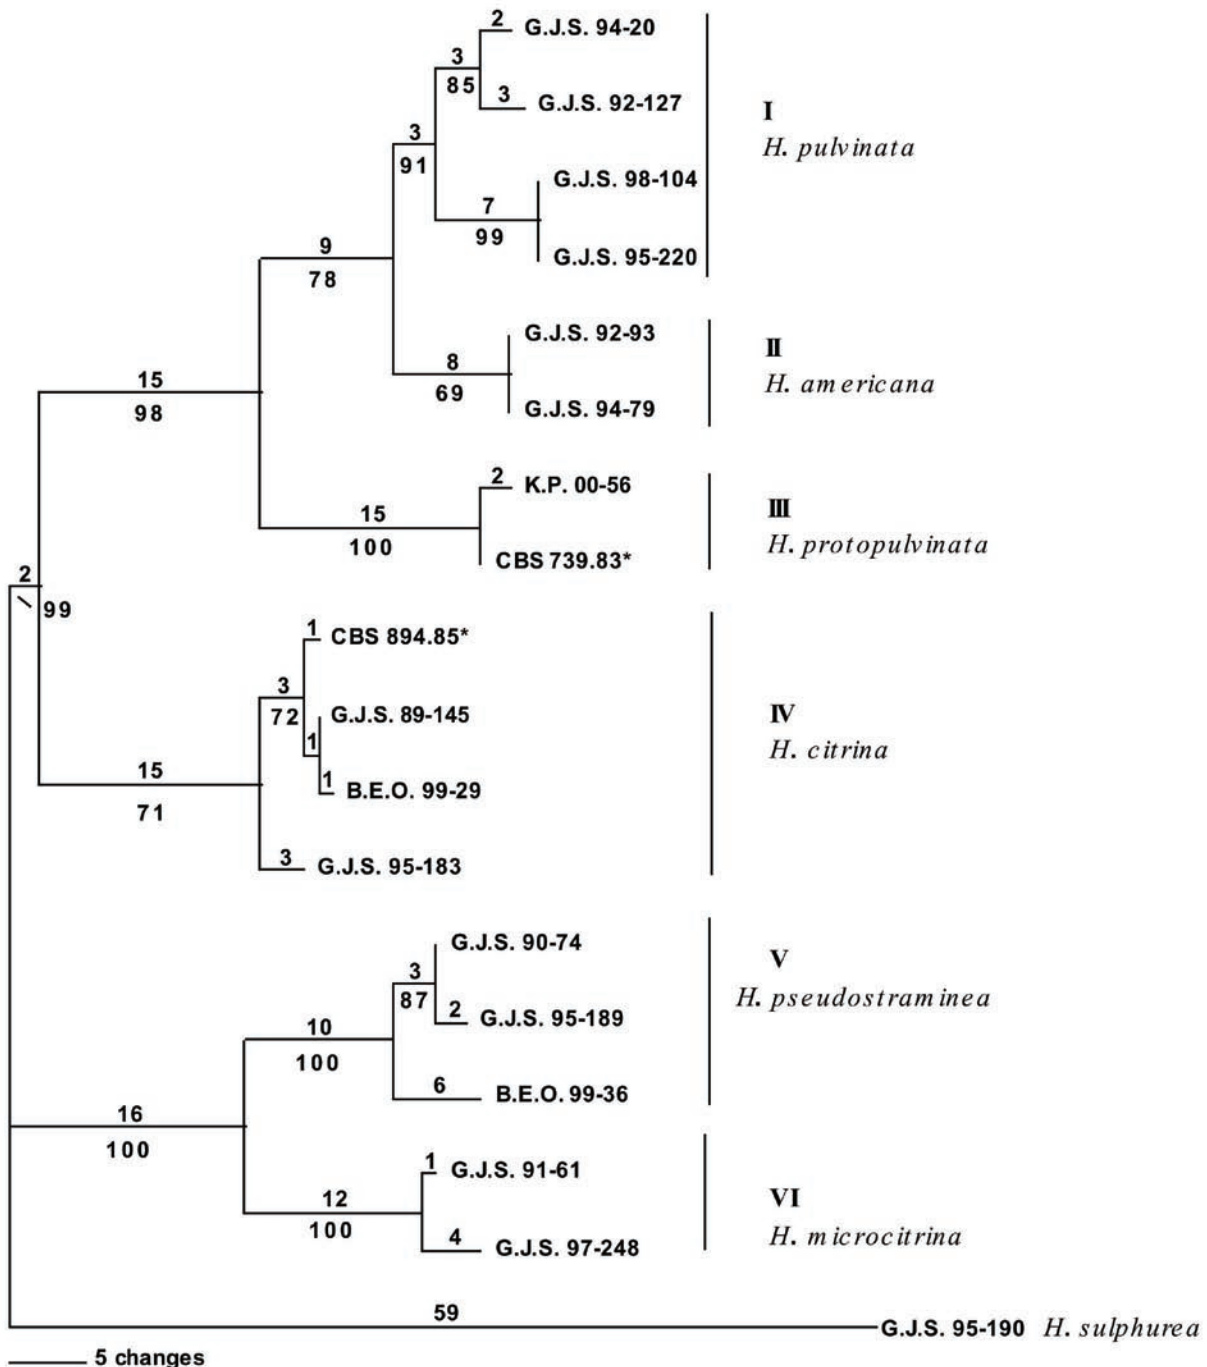 2
G.J.S. 94-20
3
85
3
G.J.S. 92-127
I
H. pulvinata
3
91
G.J.S. 98-104
7
99
G.J.S. 95-220
9
78
G.J.S. 92-93
8
69
G.J.S. 94-79
II
H. americana
15
98
2
K.P. 00-56
15
100
CBS 739.83*
III
H. protopulvinata
2
99
1
CBS 894.85*
3
72
G.J.S. 89-145
1
1
B.E.O. 99-29
IV
H. citrina
15
71
3
G.J.S. 95-183
G.J.S. 90-74
3
87
2
G.J.S. 95-189
V
H. pseudostraminea
10
100
6
B.E.O. 99-36
16
100
1
G.J.S. 91-61
12
100
4
G.J.S. 97-248
VI
H. microcitrina
59
G.J.S. 95-190 H. sulphurea
5 changes